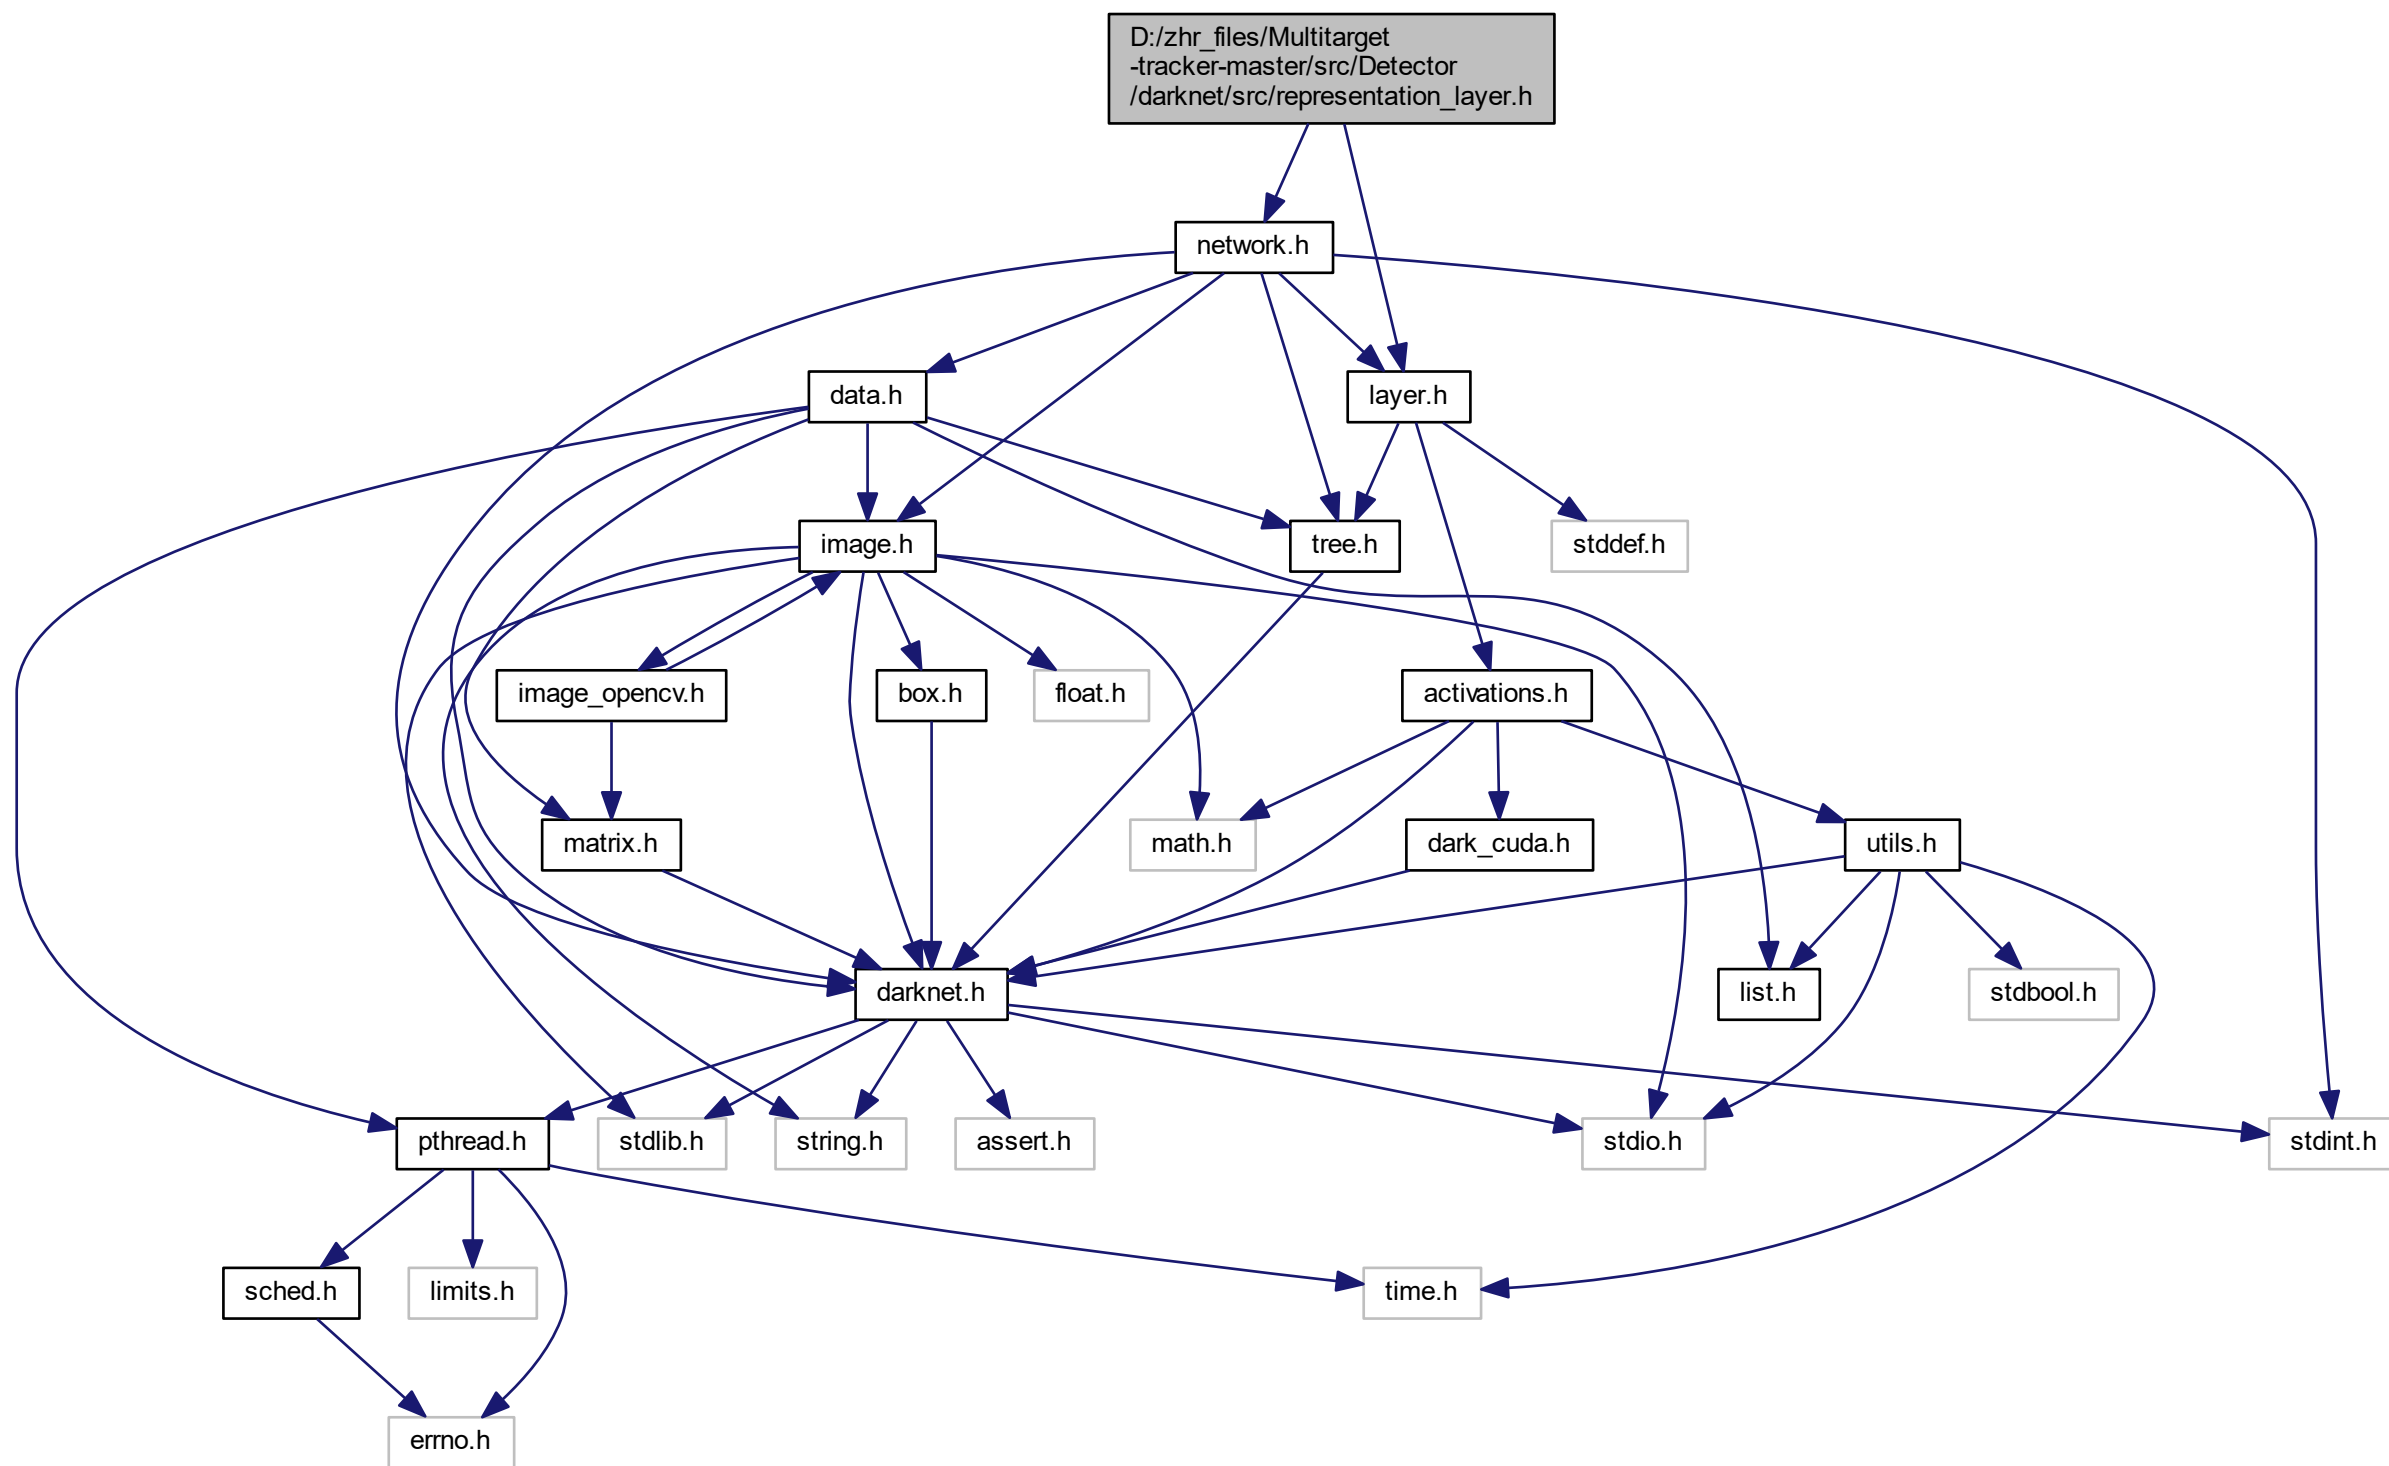 D:/zhr_files/Multitarget
-tracker-master/src/Detector
/darknet/src/representation_layer.h
network.h
data.h
layer.h
image.h
tree.h
stddef.h
image_opencv.h
box.h
float.h
activations.h
matrix.h
math.h
dark_cuda.h
utils.h
darknet.h
list.h
stdbool.h
pthread.h
stdlib.h
string.h
assert.h
stdio.h
stdint.h
sched.h
limits.h
time.h
errno.h